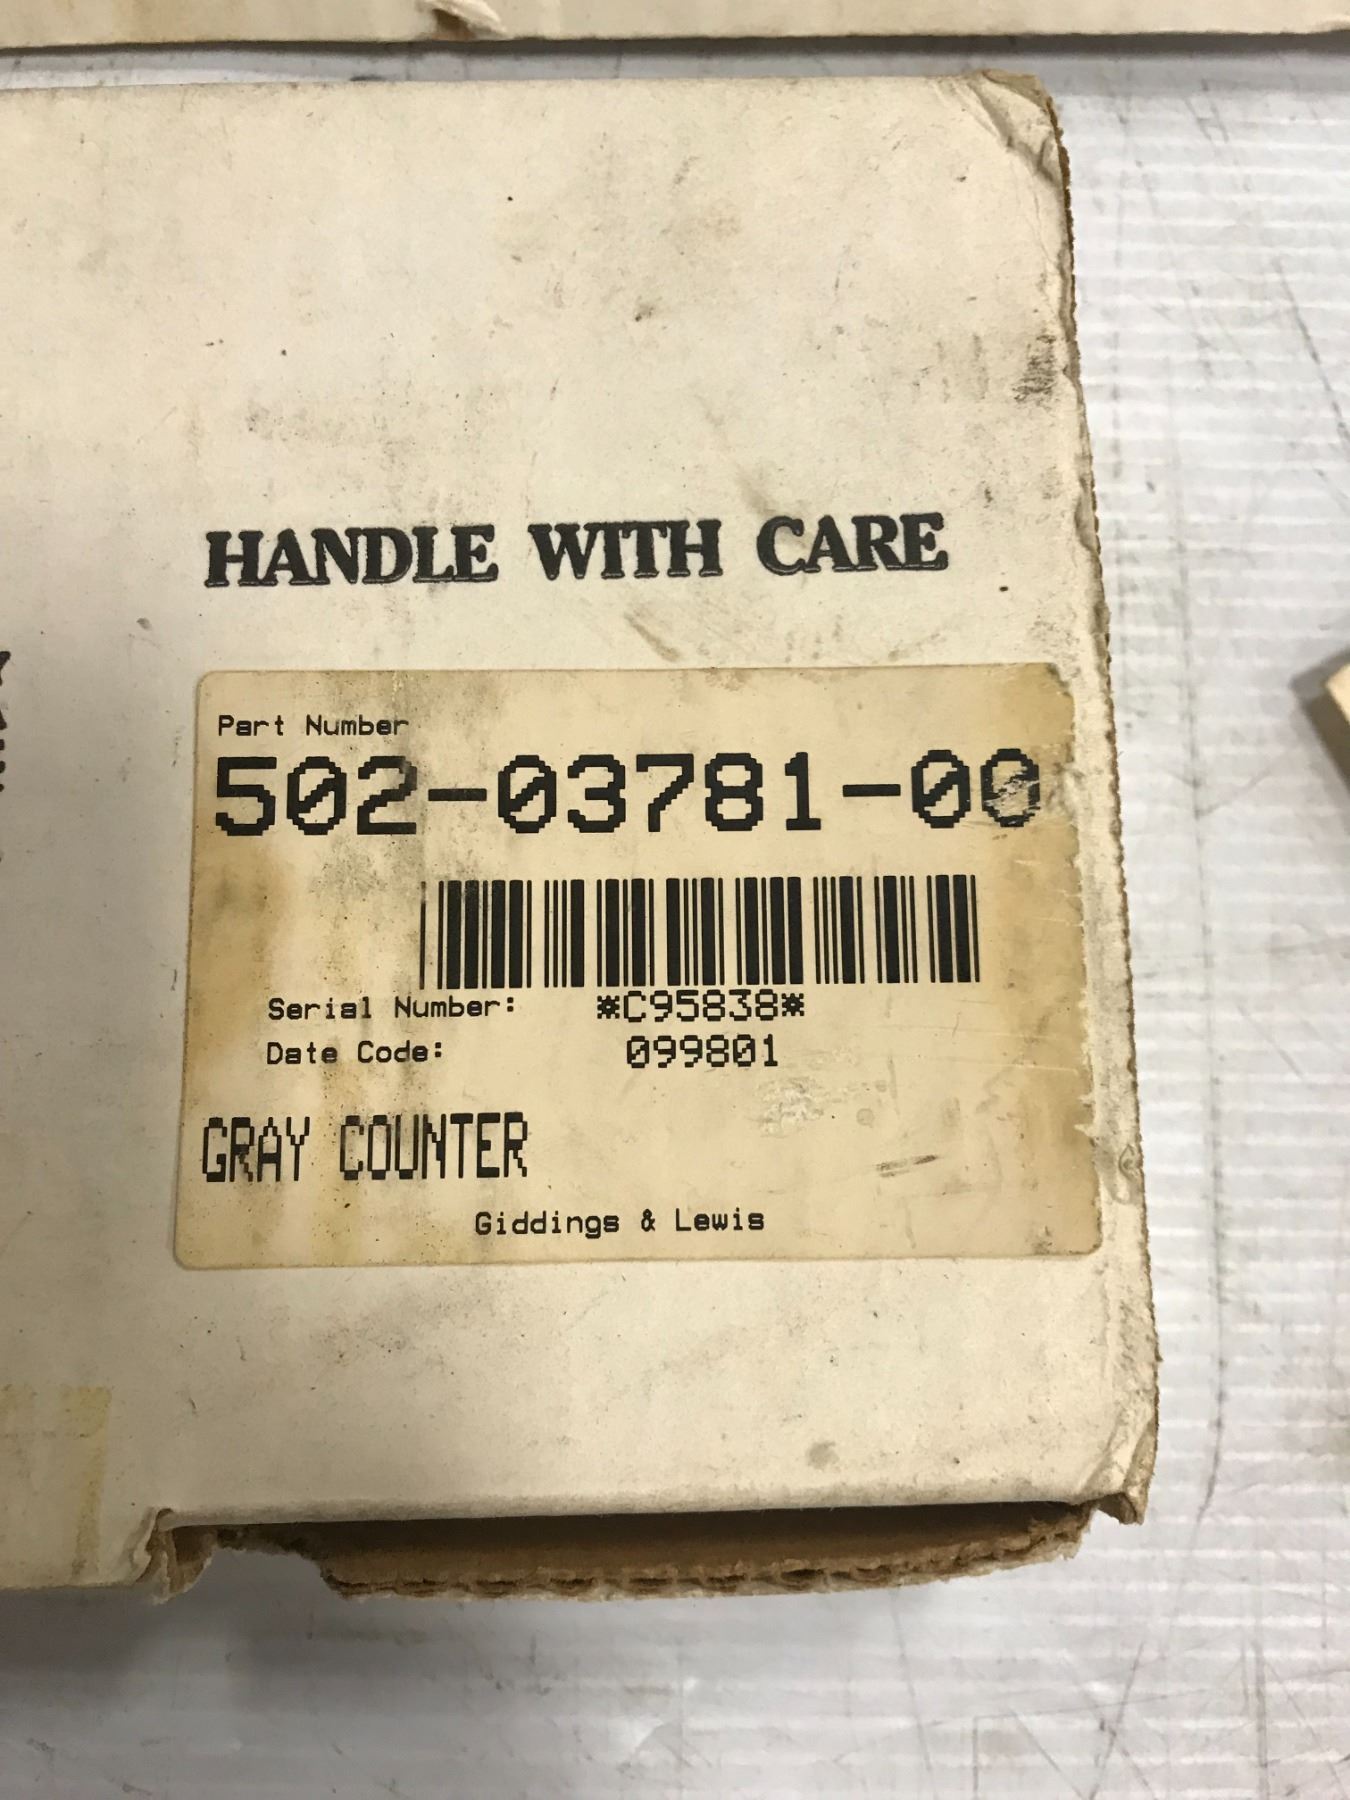 HANDLE WITH CARE
Part Number
502-03781-00
Serial Number: *C95838*
Date Code: 099801
GRAY COUNTER
Giddings & Lewis